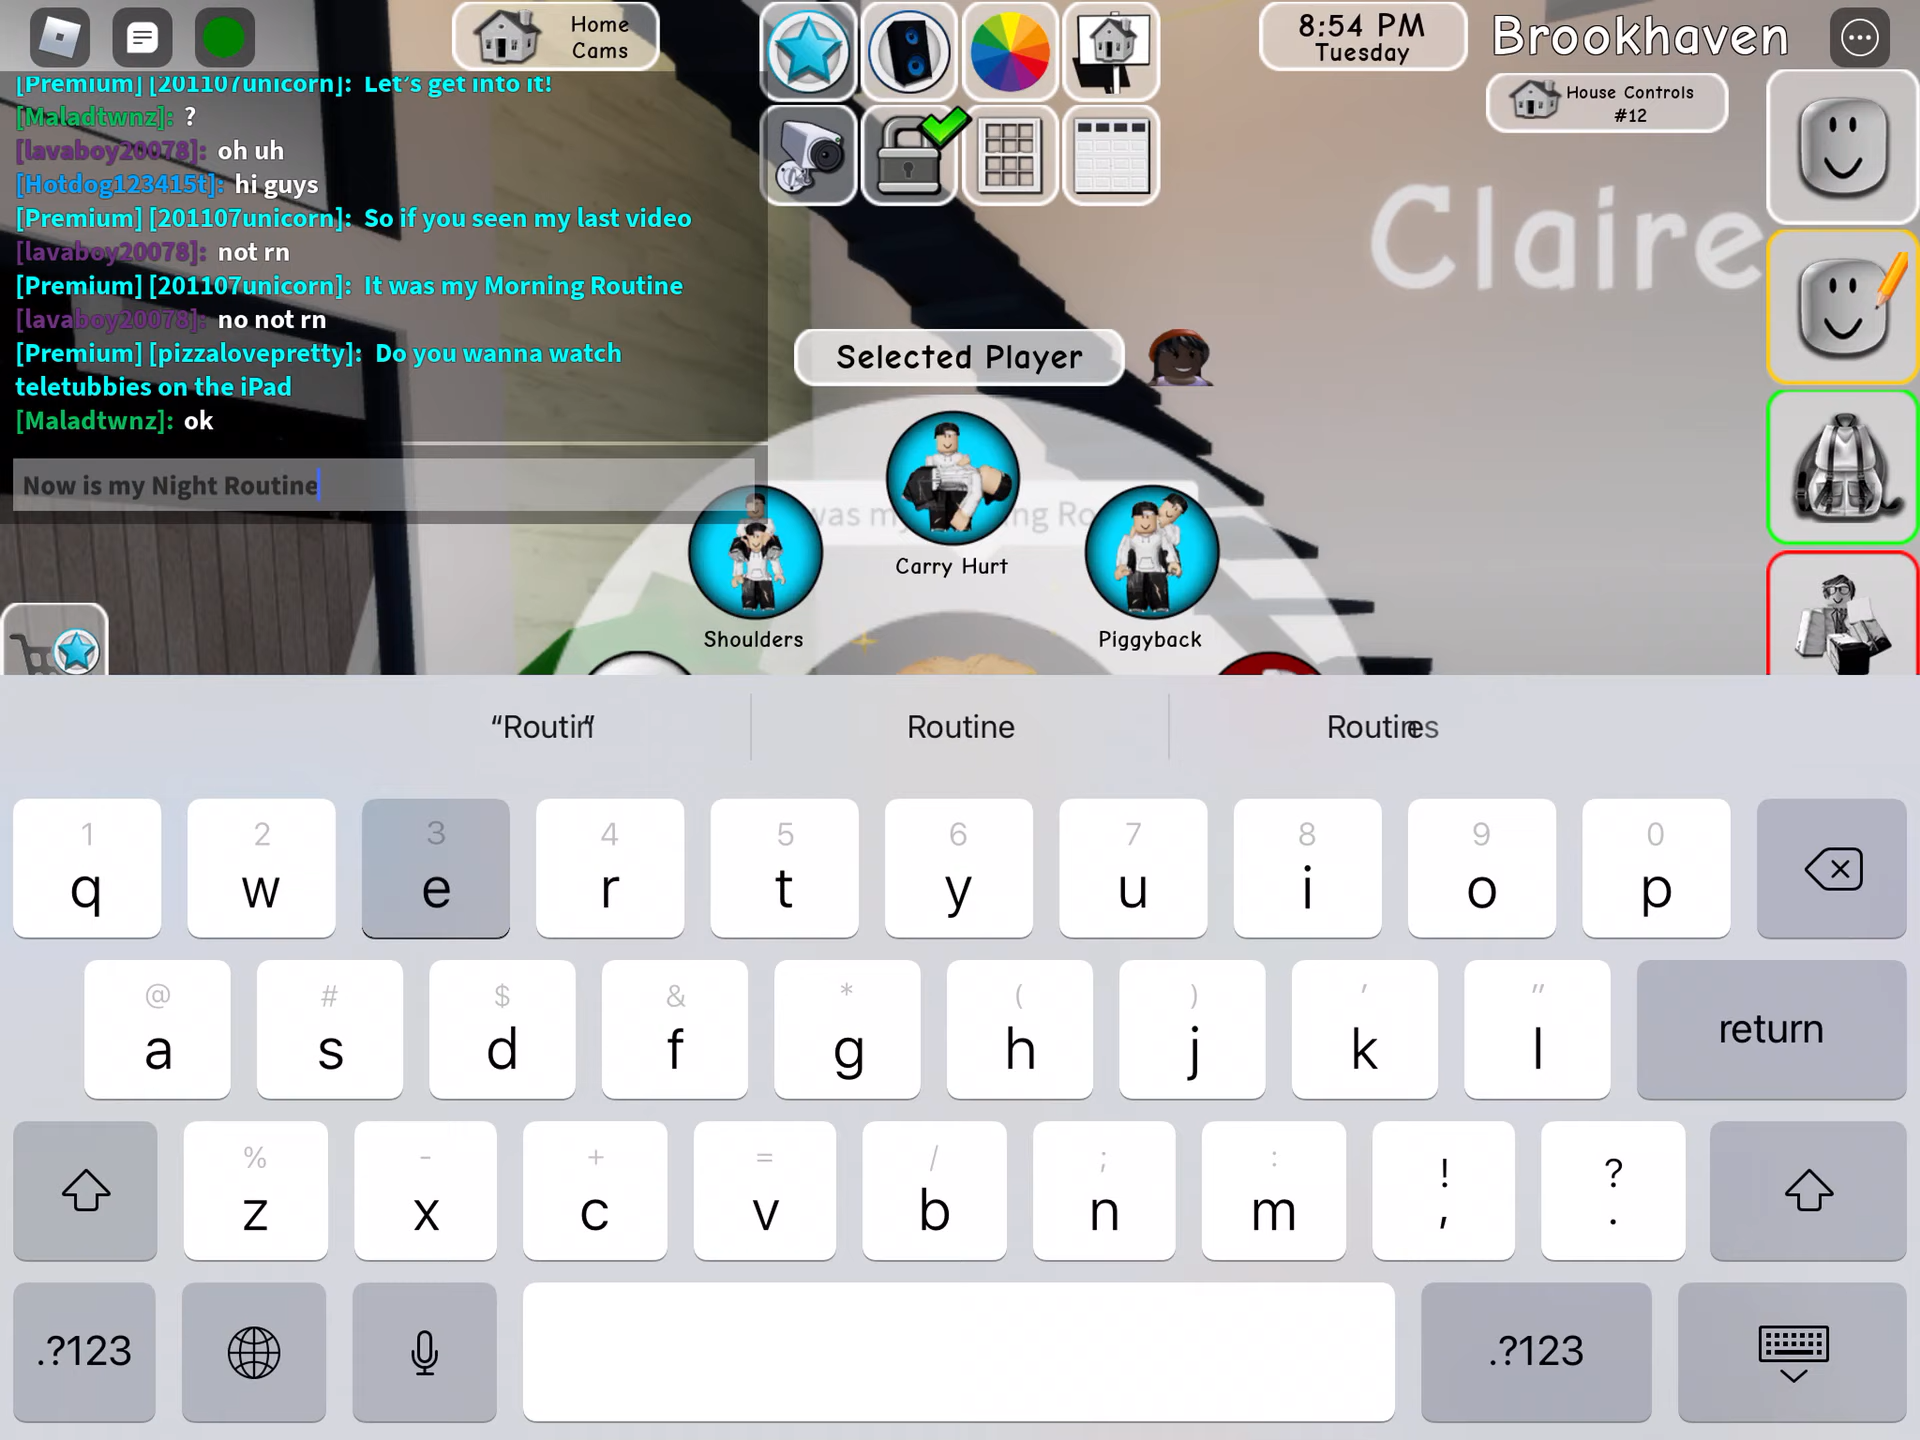 Home
Cams
8:54 PM
Tuesday
Brookhaven
House Controls
#12
[Premium] [201107unicorn]: Let's get into it!
[Maladtwnz]: ?
[lavaboy20078]: oh uh
[Hotdog123415t]: hi guys
[Premium] [201107unicorn]: So if you seen my last video
[lavaboy20078]: not rn
[Premium] [201107unicorn]: It was my Morning Routine
[lavaboy20078]: no not rn
[Premium] [pizzalovepretty]: Do you wanna watch
teletubbies on the iPad
[Maladtwnz]: ok
Now is my Night Routine
Claire
Selected Player
Carry Hurt
Shoulders
Piggyback
Routine
1 2 3 4 5 6 7 8 9 0
q w e r t y u i o p
@ # $ & * ( ) ' "
a s d f g h j k l return
% - + = / ; : ! ?
z x c v b n m , .
.?123 .?123